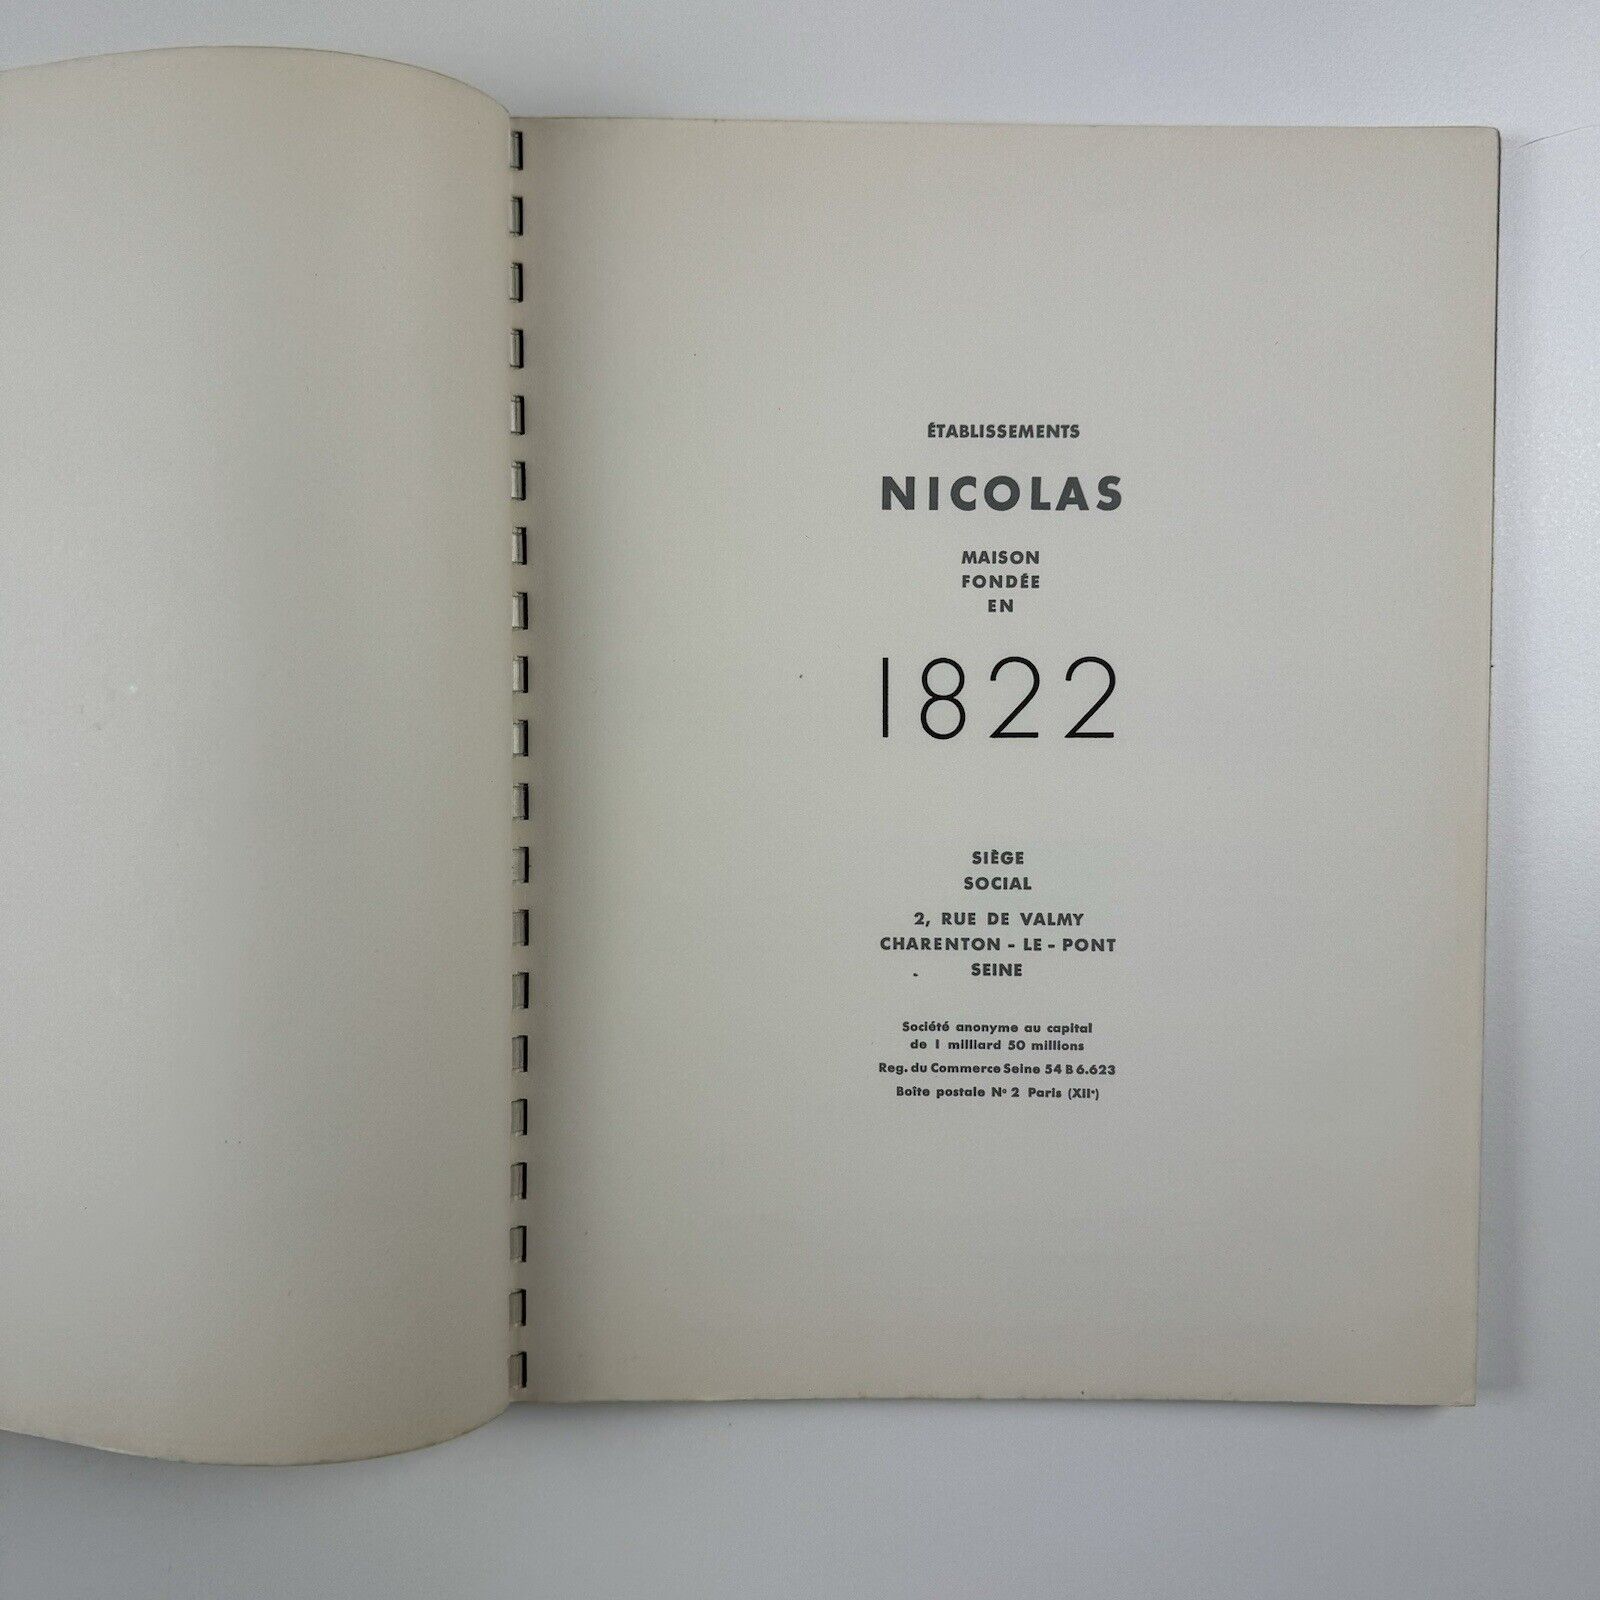 ÉTABLISSEMENTS
NICOLAS
MAISON
FONDÉE
EN
1822
SIÈGE
SOCIAL
2, RUE DE VALMY
CHARENTON - LE - PONT
SEINE
Société anonyme au capital
de 1 milliard 50 millions
Reg. du Commerce Seine 54 B 6.623
Boîte postale Nº 2 Paris (XIIᵉ)